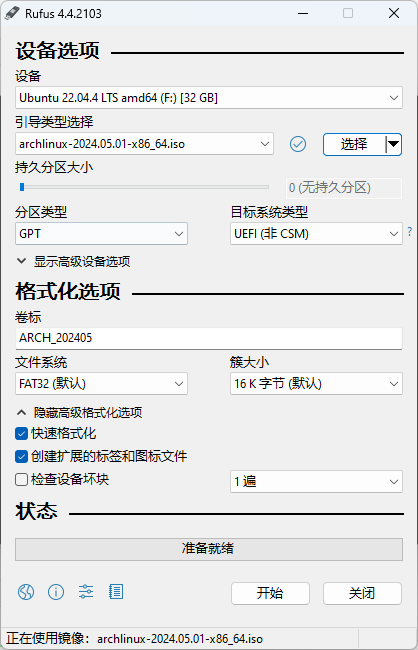 Rufus 4.4.2103
设备选项
设备
Ubuntu 22.04.4 LTS amd64 (F:) [32 GB]
引导类型选择
archlinux-2024.05.01-x86_64.iso
选择
持久分区大小
0 (无持久分区)
分区类型
目标系统类型
GPT
UEFI (非 CSM)
?
显示高级设备选项
格式化选项
卷标
ARCH_202405
文件系统
簇大小
FAT32 (默认)
16 K 字节 (默认)
隐藏高级格式化选项
快速格式化
创建扩展的标签和图标文件
检查设备坏块
1 遍
状态
准备就绪
开始
关闭
正在使用镜像：archlinux-2024.05.01-x86_64.iso